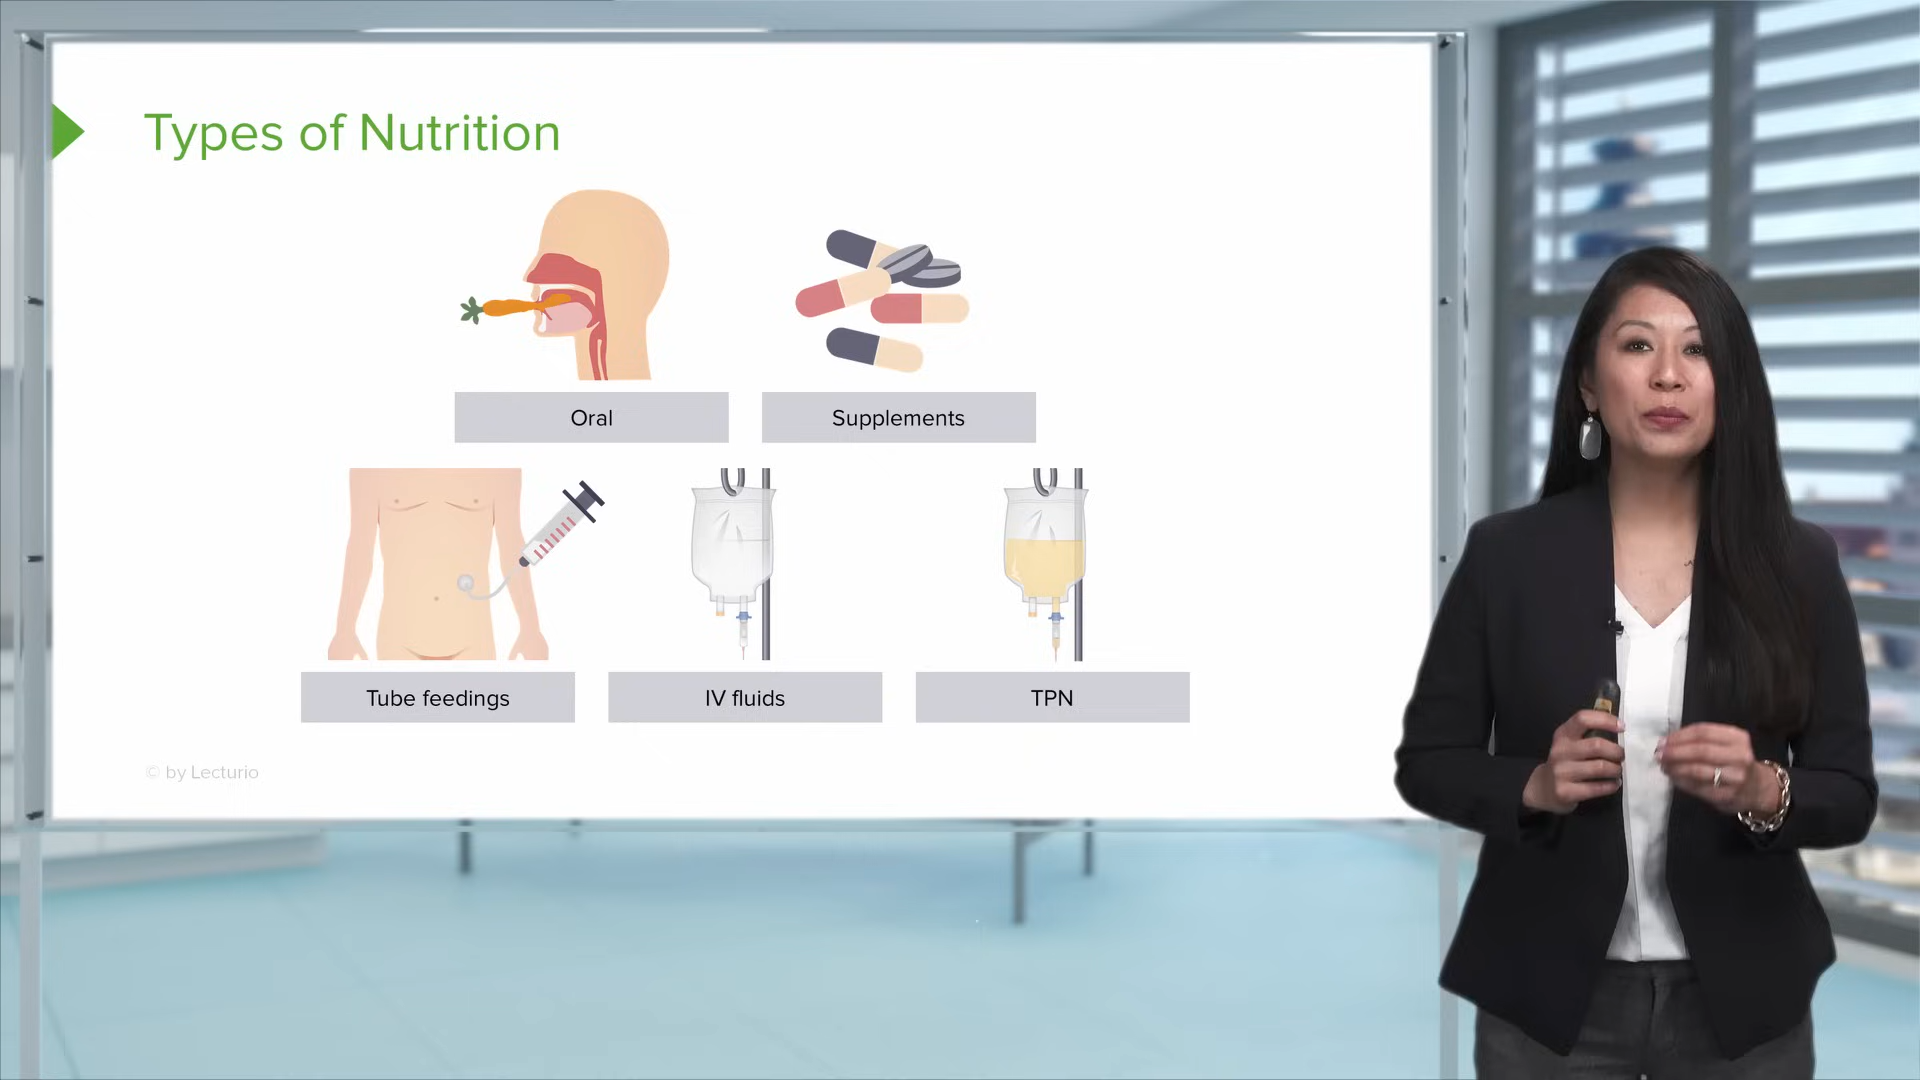 Types of Nutrition
Oral
Supplements
Tube feedings
IV fluids
TPN
© by Lecturio